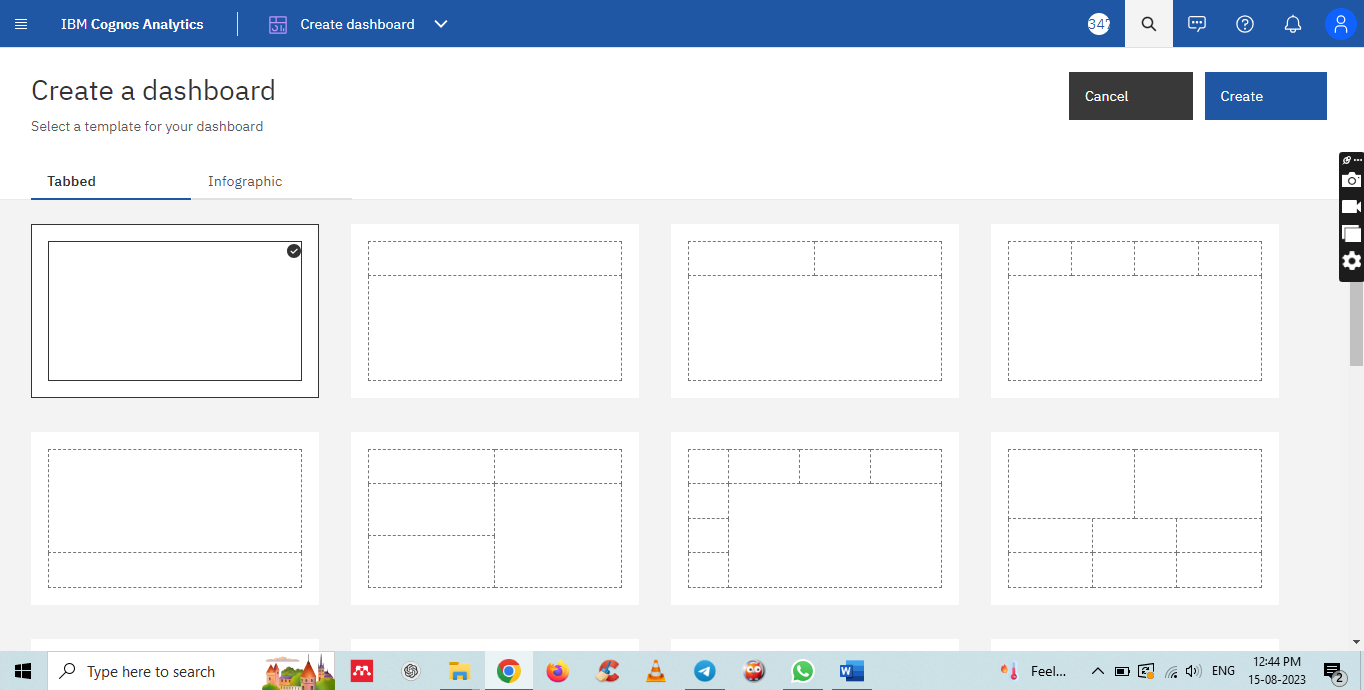 IBM Cognos Analytics
Create dashboard
34?
Create a dashboard
Select a template for your dashboard
Cancel
Create
Tabbed
Infographic
Type here to search
Feel...
ENG
12:44 PM
15-08-2023
2